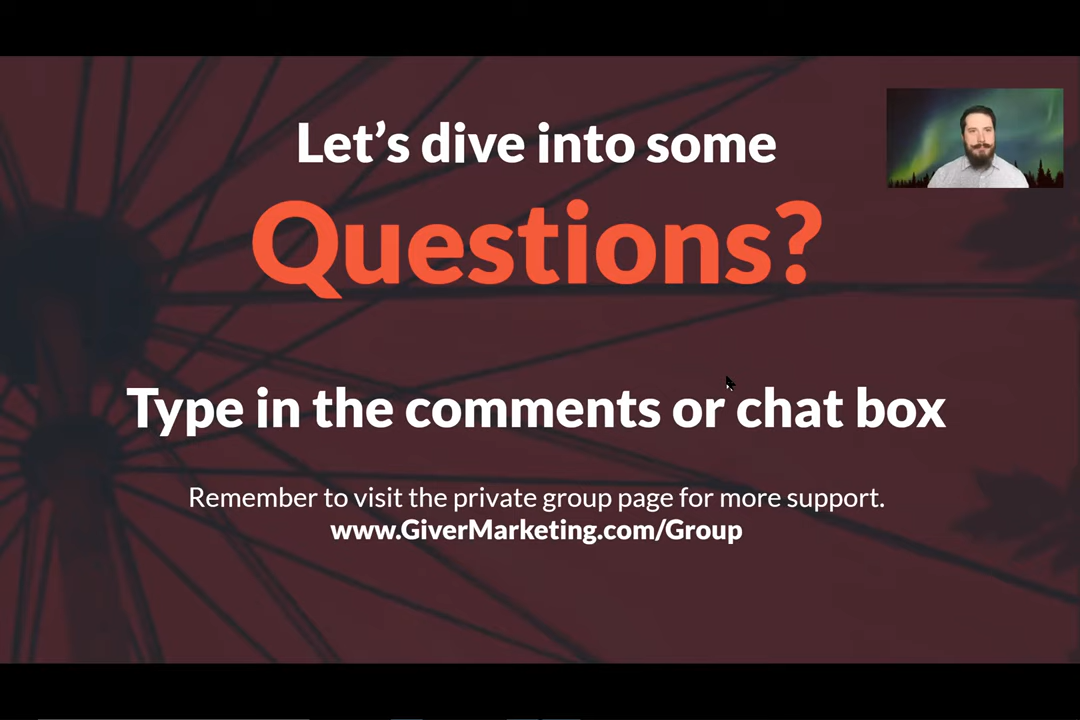 Let’s dive into some
Questions?
Type in the comments or chat box
Remember to visit the private group page for more support.
www.GiverMarketing.com/Group